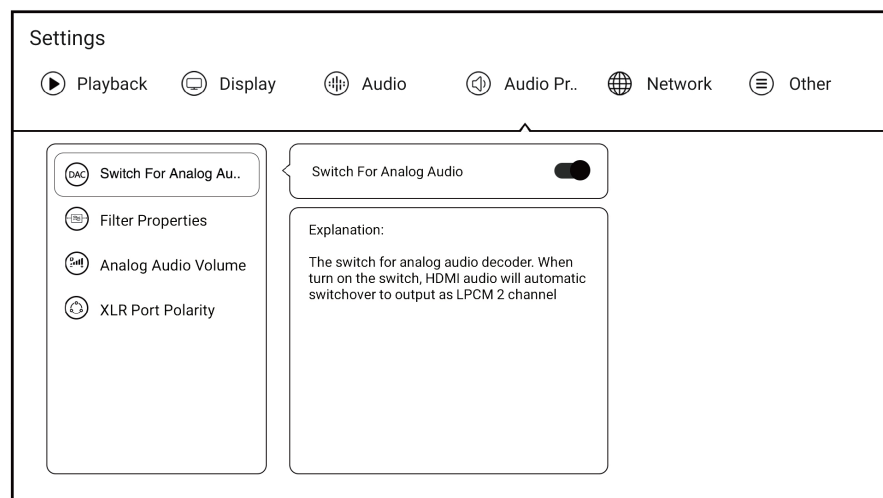 Settings
Playback
Display
Audio
Audio Pr..
Network
Other
DAC
Switch For Analog Au..
Filter Properties
Analog Audio Volume
XLR Port Polarity
Switch For Analog Audio
Explanation:
The switch for analog audio decoder. When
turn on the switch, HDMI audio will automatic
switchover to output as LPCM 2 channel